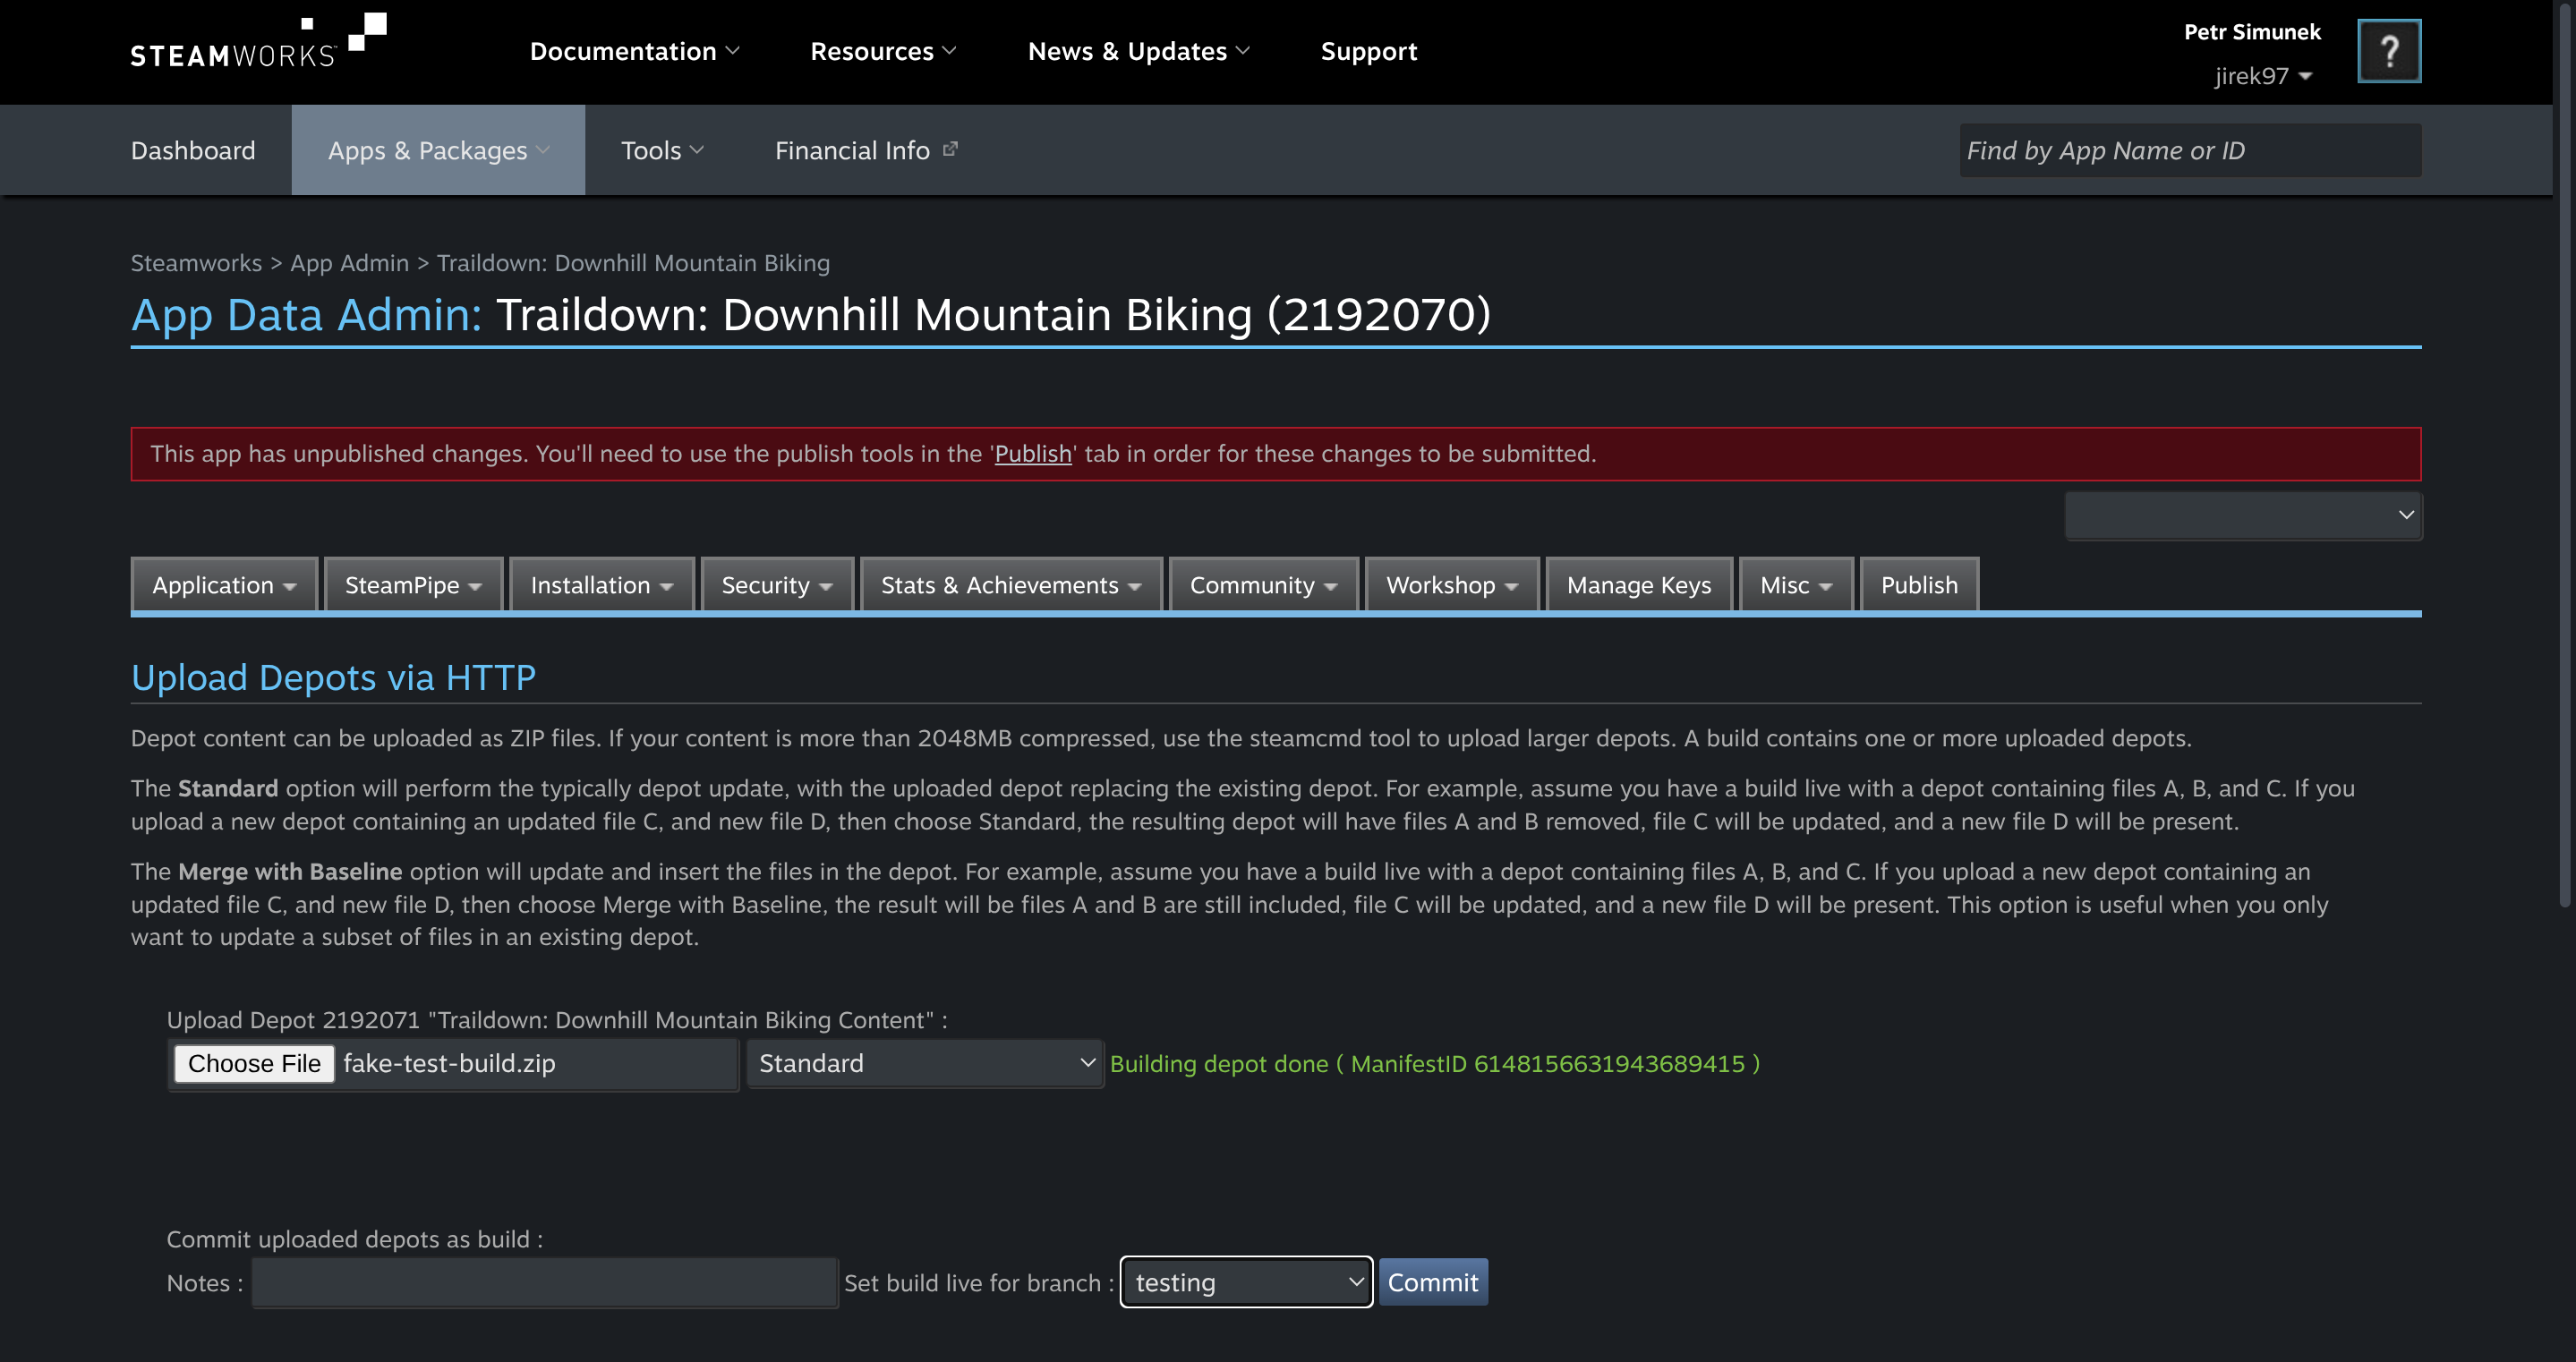 STEAMWORKS™
Documentation
Resources
News & Updates
Support
Petr Simunek
jirek97
?
Dashboard
Apps & Packages
Tools
Financial Info
Find by App Name or ID
Steamworks > App Admin > Traildown: Downhill Mountain Biking
App Data Admin: Traildown: Downhill Mountain Biking (2192070)
This app has unpublished changes. You'll need to use the publish tools in the 'Publish' tab in order for these changes to be submitted.
Application
SteamPipe
Installation
Security
Stats & Achievements
Community
Workshop
Manage Keys
Misc
Publish
Upload Depots via HTTP
Depot content can be uploaded as ZIP files. If your content is more than 2048MB compressed, use the steamcmd tool to upload larger depots. A build contains one or more uploaded depots.
The Standard option will perform the typically depot update, with the uploaded depot replacing the existing depot. For example, assume you have a build live with a depot containing files A, B, and C. If you
upload a new depot containing an updated file C, and new file D, then choose Standard, the resulting depot will have files A and B removed, file C will be updated, and a new file D will be present.
The Merge with Baseline option will update and insert the files in the depot. For example, assume you have a build live with a depot containing files A, B, and C. If you upload a new depot containing an
updated file C, and new file D, then choose Merge with Baseline, the result will be files A and B are still included, file C will be updated, and a new file D will be present. This option is useful when you only
want to update a subset of files in an existing depot.
Upload Depot 2192071 "Traildown: Downhill Mountain Biking Content" :
Choose File fake-test-build.zip Standard Building depot done ( ManifestID 6148156631943689415 )
Commit uploaded depots as build :
Notes : Set build live for branch : testing Commit